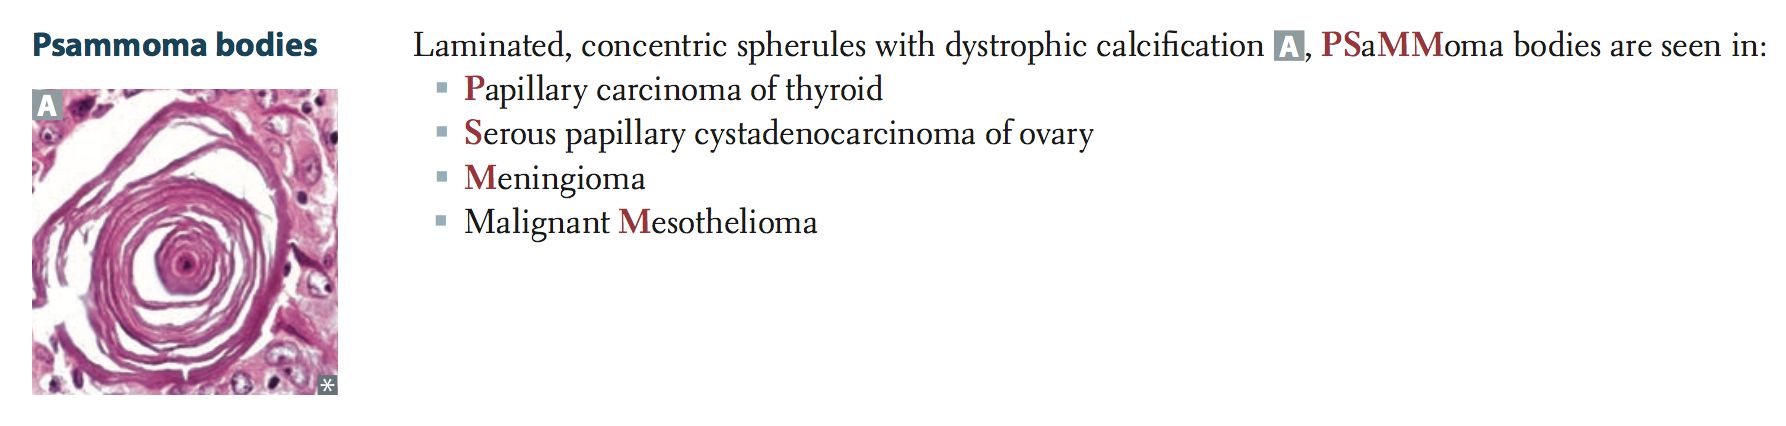 Psammoma bodies
A
*
Laminated, concentric spherules with dystrophic calcification A, PSaMMoma bodies are seen in:
▪ Papillary carcinoma of thyroid
▪ Serous papillary cystadenocarcinoma of ovary
▪ Meningioma
▪ Malignant Mesothelioma